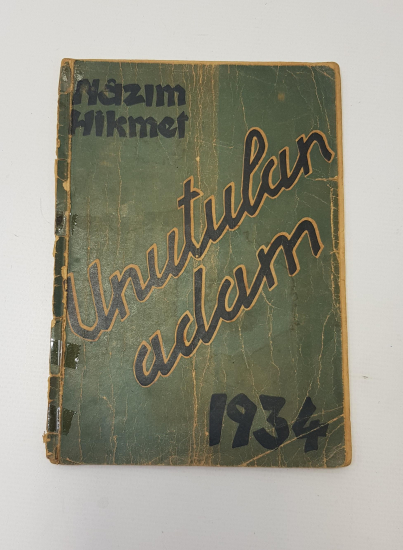 Nâzım
Hikmet
Unutulan
adam
1934